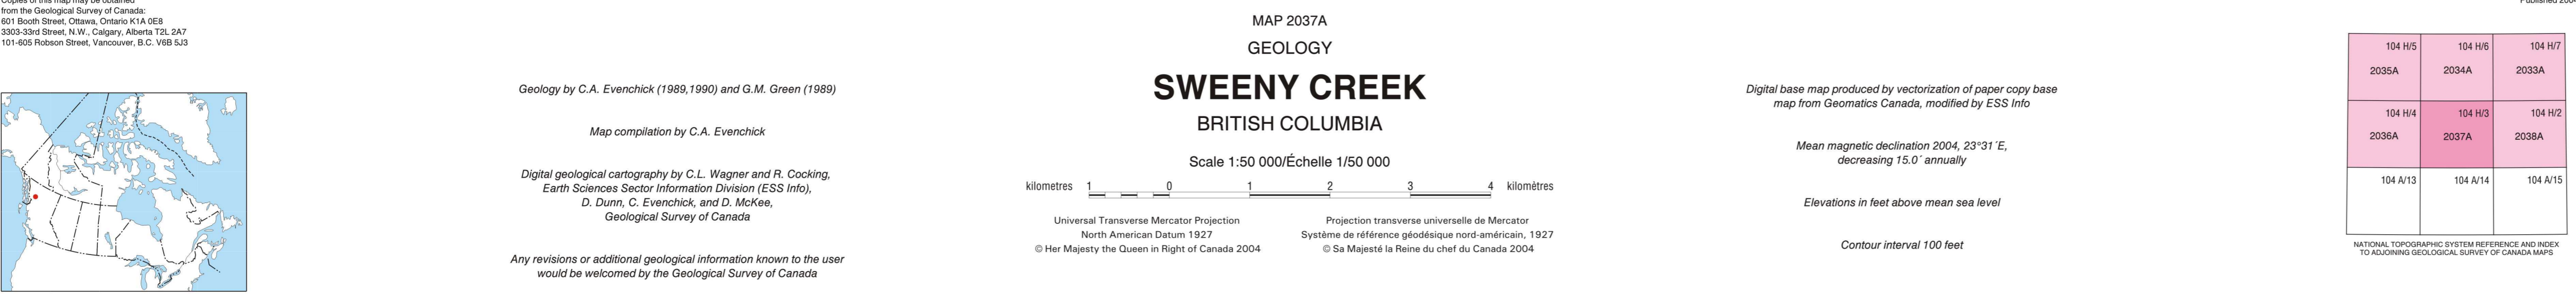 Copies of this map may be obtained
from the Geological Survey of Canada:
601 Booth Street, Ottawa, Ontario K1A 0E8
3303-33rd Street, N.W., Calgary, Alberta T2L 2A7
101-605 Robson Street, Vancouver, B.C. V6B 5J3
Geology by C.A. Evenchick (1989,1990) and G.M. Green (1989)
Map compilation by C.A. Evenchick
Digital geological cartography by C.L. Wagner and R. Cocking,
Earth Sciences Sector Information Division (ESS Info),
D. Dunn, C. Evenchick, and D. McKee,
Geological Survey of Canada
Any revisions or additional geological information known to the user
would be welcomed by the Geological Survey of Canada
MAP 2037A
GEOLOGY
SWEENY CREEK
BRITISH COLUMBIA
Scale 1:50 000/Échelle 1/50 000
kilometres 1 0 1 2 3 4 kilomètres
Universal Transverse Mercator Projection
North American Datum 1927
© Her Majesty the Queen in Right of Canada 2004
Projection transverse universelle de Mercator
Système de référence géodésique nord-américain, 1927
© Sa Majesté la Reine du chef du Canada 2004
Digital base map produced by vectorization of paper copy base
map from Geomatics Canada, modified by ESS Info
Mean magnetic declination 2004, 23°31´E,
decreasing 15.0´ annually
Elevations in feet above mean sea level
Contour interval 100 feet
Published 2004
104 H/5 104 H/6 104 H/7
2035A 2034A 2033A
104 H/4 104 H/3 104 H/2
2036A 2037A 2038A
104 A/13 104 A/14 104 A/15
NATIONAL TOPOGRAPHIC SYSTEM REFERENCE AND INDEX
TO ADJOINING GEOLOGICAL SURVEY OF CANADA MAPS